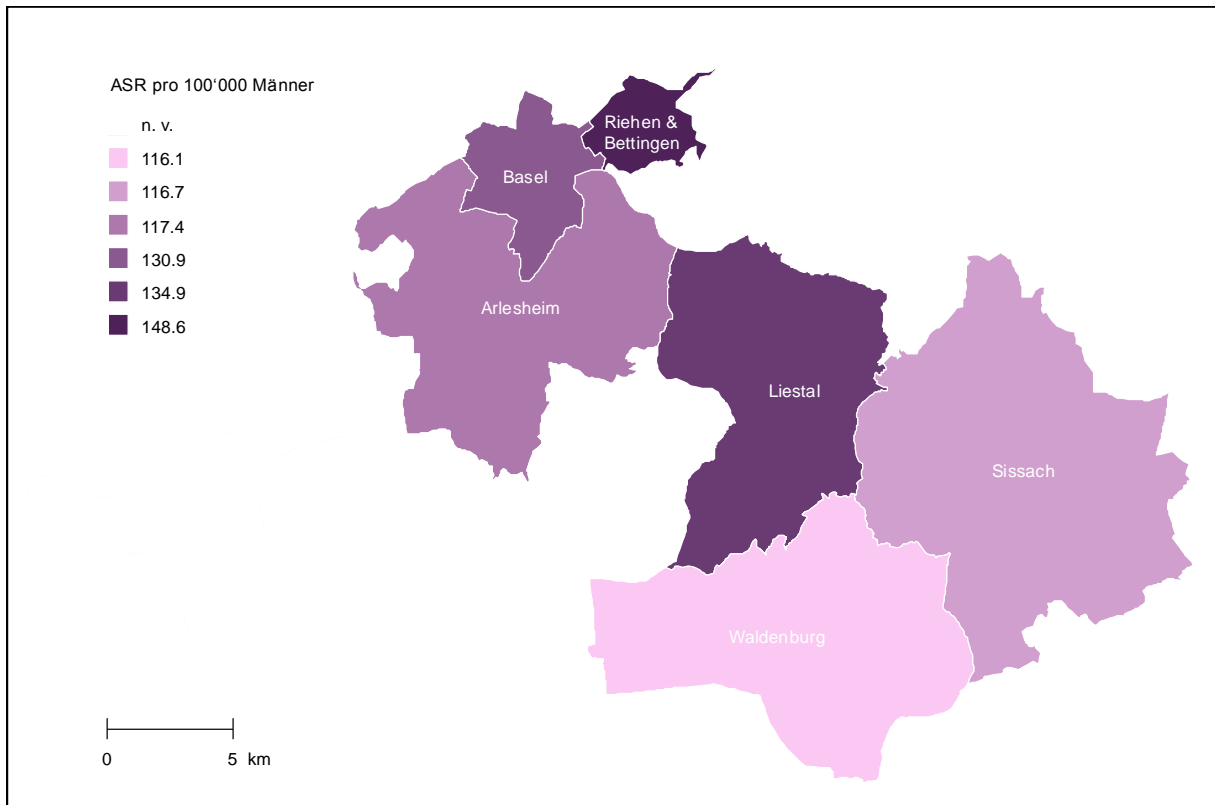 ASR pro 100‘000 Männer
n. v.
116.1
116.7
117.4
130.9
134.9
148.6
Riehen &
Bettingen
Basel
Arlesheim
Liestal
Sissach
Waldenburg
0 5 km